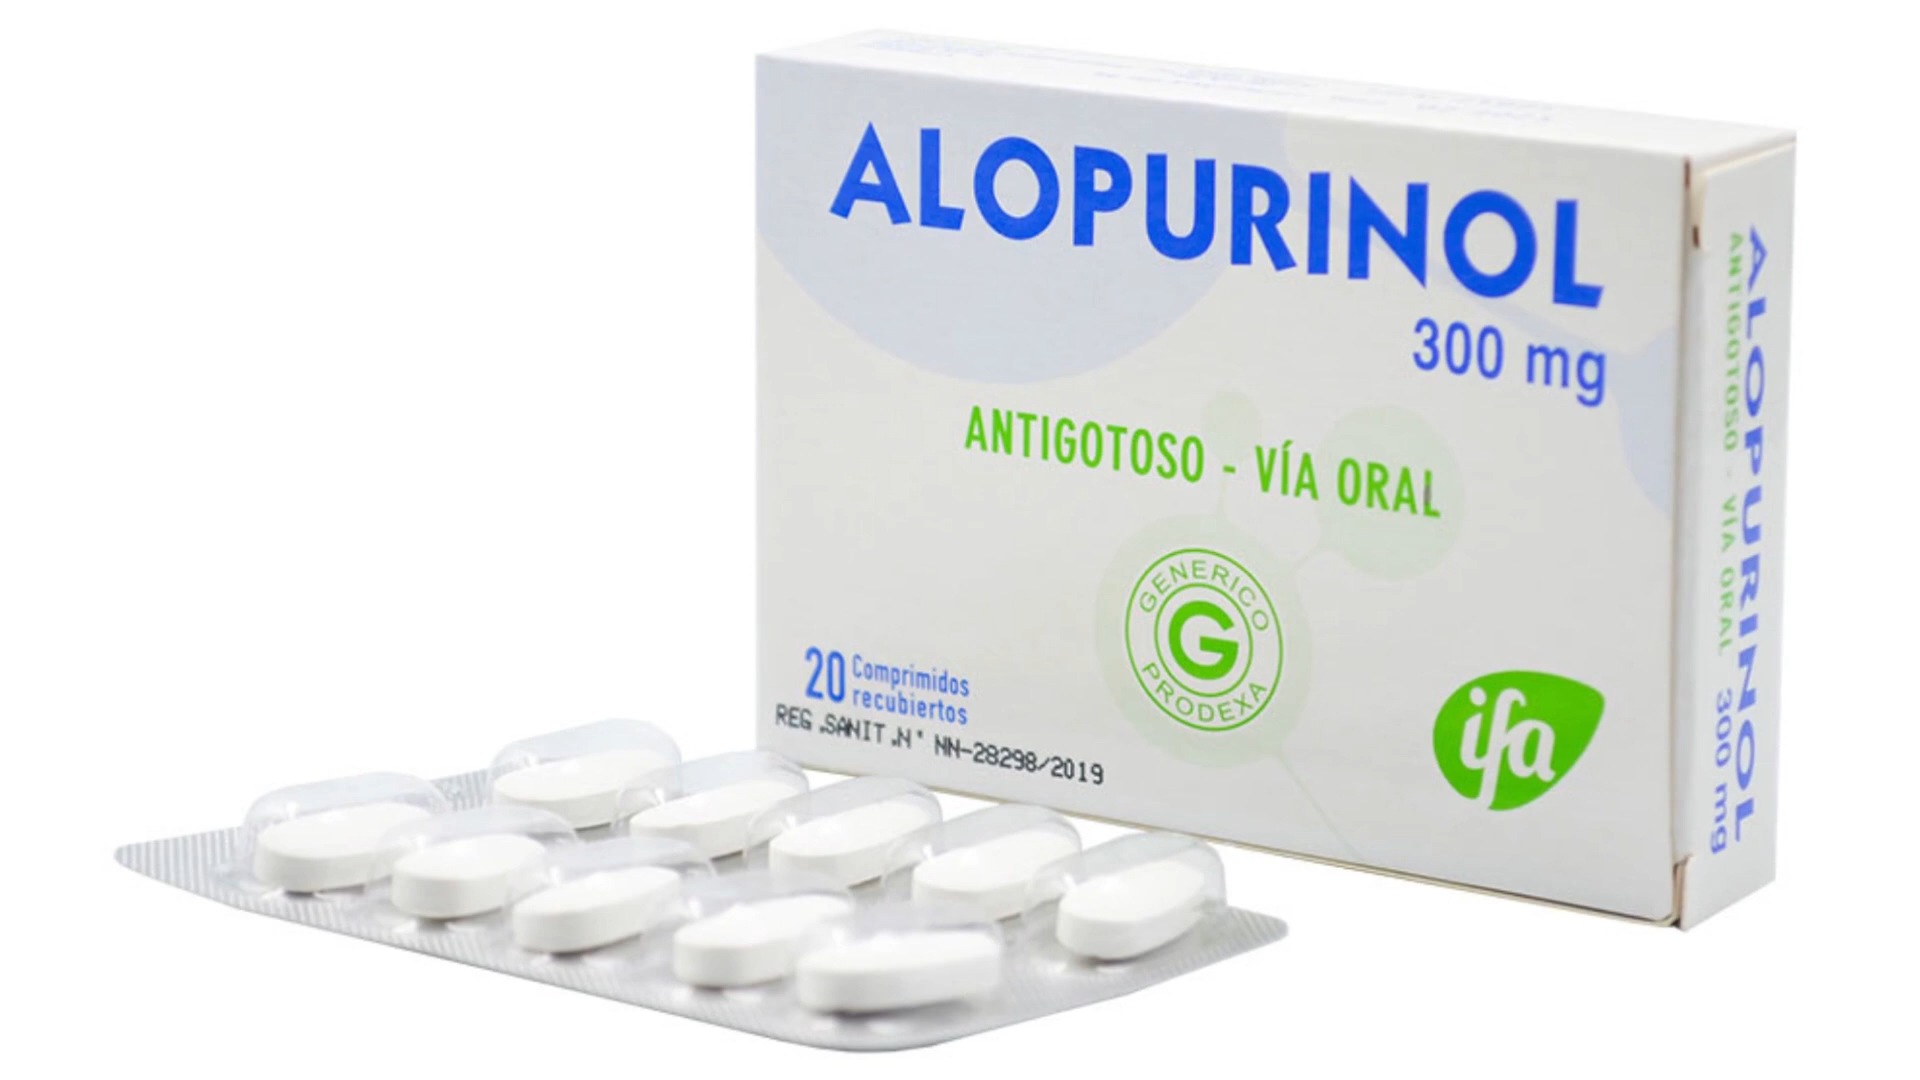 ALOPURINOL
300 mg
ANTIGOTOSO - VÍA ORAL
GENERICO
G
PRODEXA
20 Comprimidos
recubiertos
REG.SANIT.N° NN-28298/2019
ifa
ALOPURINOL 300 mg
ANTIGOTOSO - VÍA ORAL